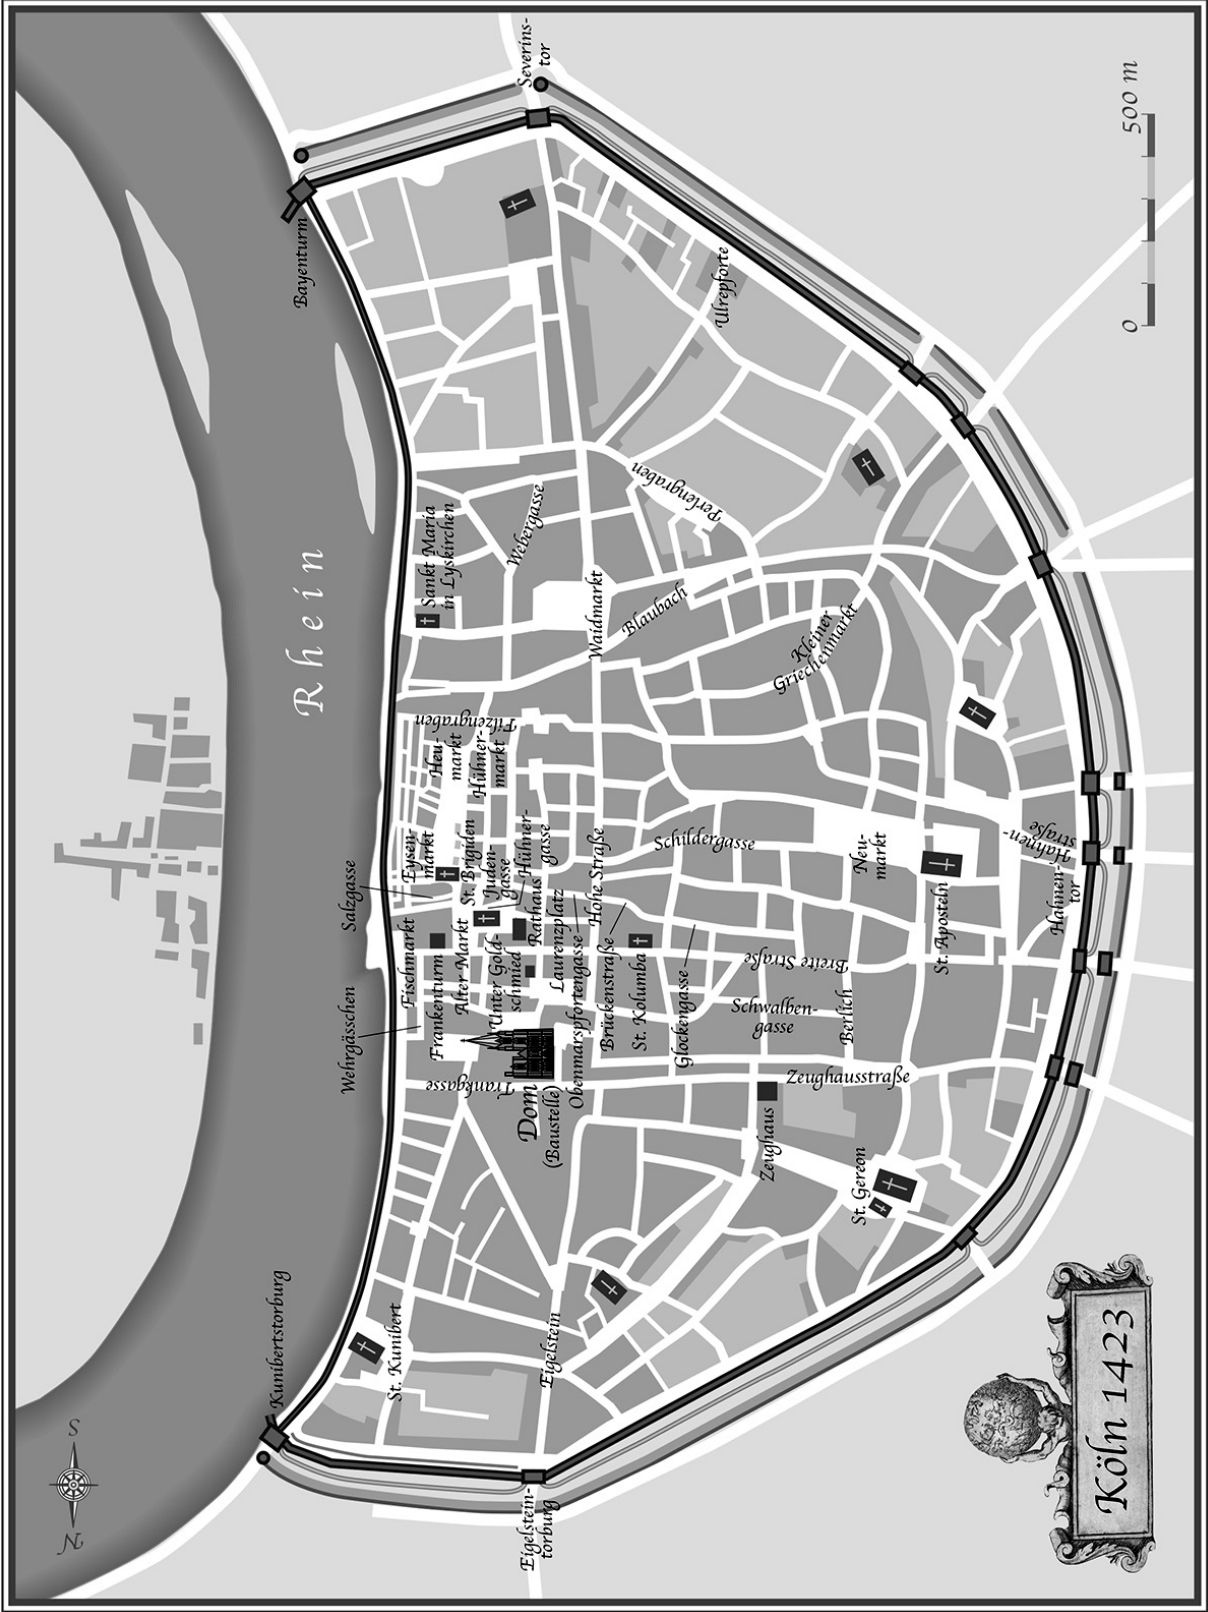 Severins-
tor
500 m
0
Bayenturm
Ulrepforte
Rhein
Perlengraben
Webergasse
Sankt Maria
in Lyskirchen
Waidmarkt
Blaubach
Kleiner
Griechenmarkt
Filzengraben
Heu-
markt
Hühner-
markt
Eysen-
markt
St. Brigiden
Juden-
gasse
Hühner-
gasse
Salzgasse
Hohe Straße
Schildergasse
Neu-
markt
Hahnen-
straße
Hahnen-
tor
St. Aposteln
Fischmarkt
Frankenturm
Alter Markt
Unter Gold-
schmied
Rathaus
Laurenzplatz
Obenmarspfortengasse
Brückenstraße
St. Kolumba
Glockengasse
Breite Straße
Schwalben-
gasse
Berlich
Wehrgässchen
Trankgasse
Dom
(Baustelle)
Zeughausstraße
Zeughaus
St. Gereon
Kunibertstorburg
St. Kunibert
Eigelstein
Eigelstein-
torburg
S
N
Köln 1423